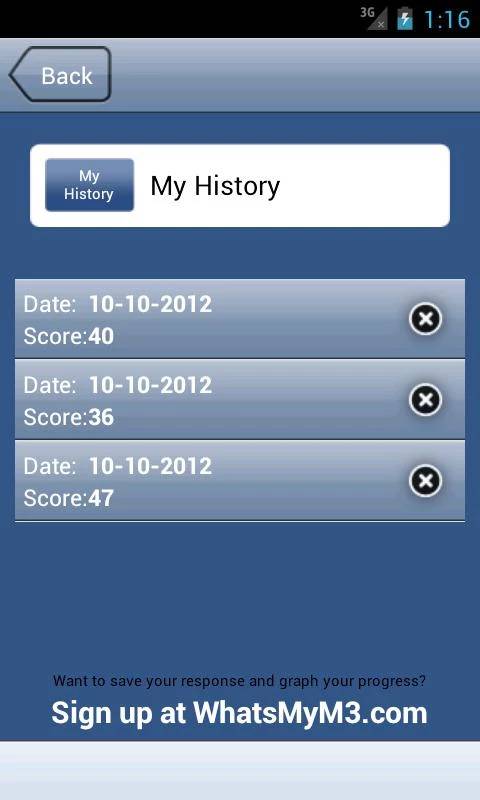 3G 1:16
Back
My
History
My History
Date: 10-10-2012
Score:40
Date: 10-10-2012
Score:36
Date: 10-10-2012
Score:47
Want to save your response and graph your progress?
Sign up at WhatsMyM3.com